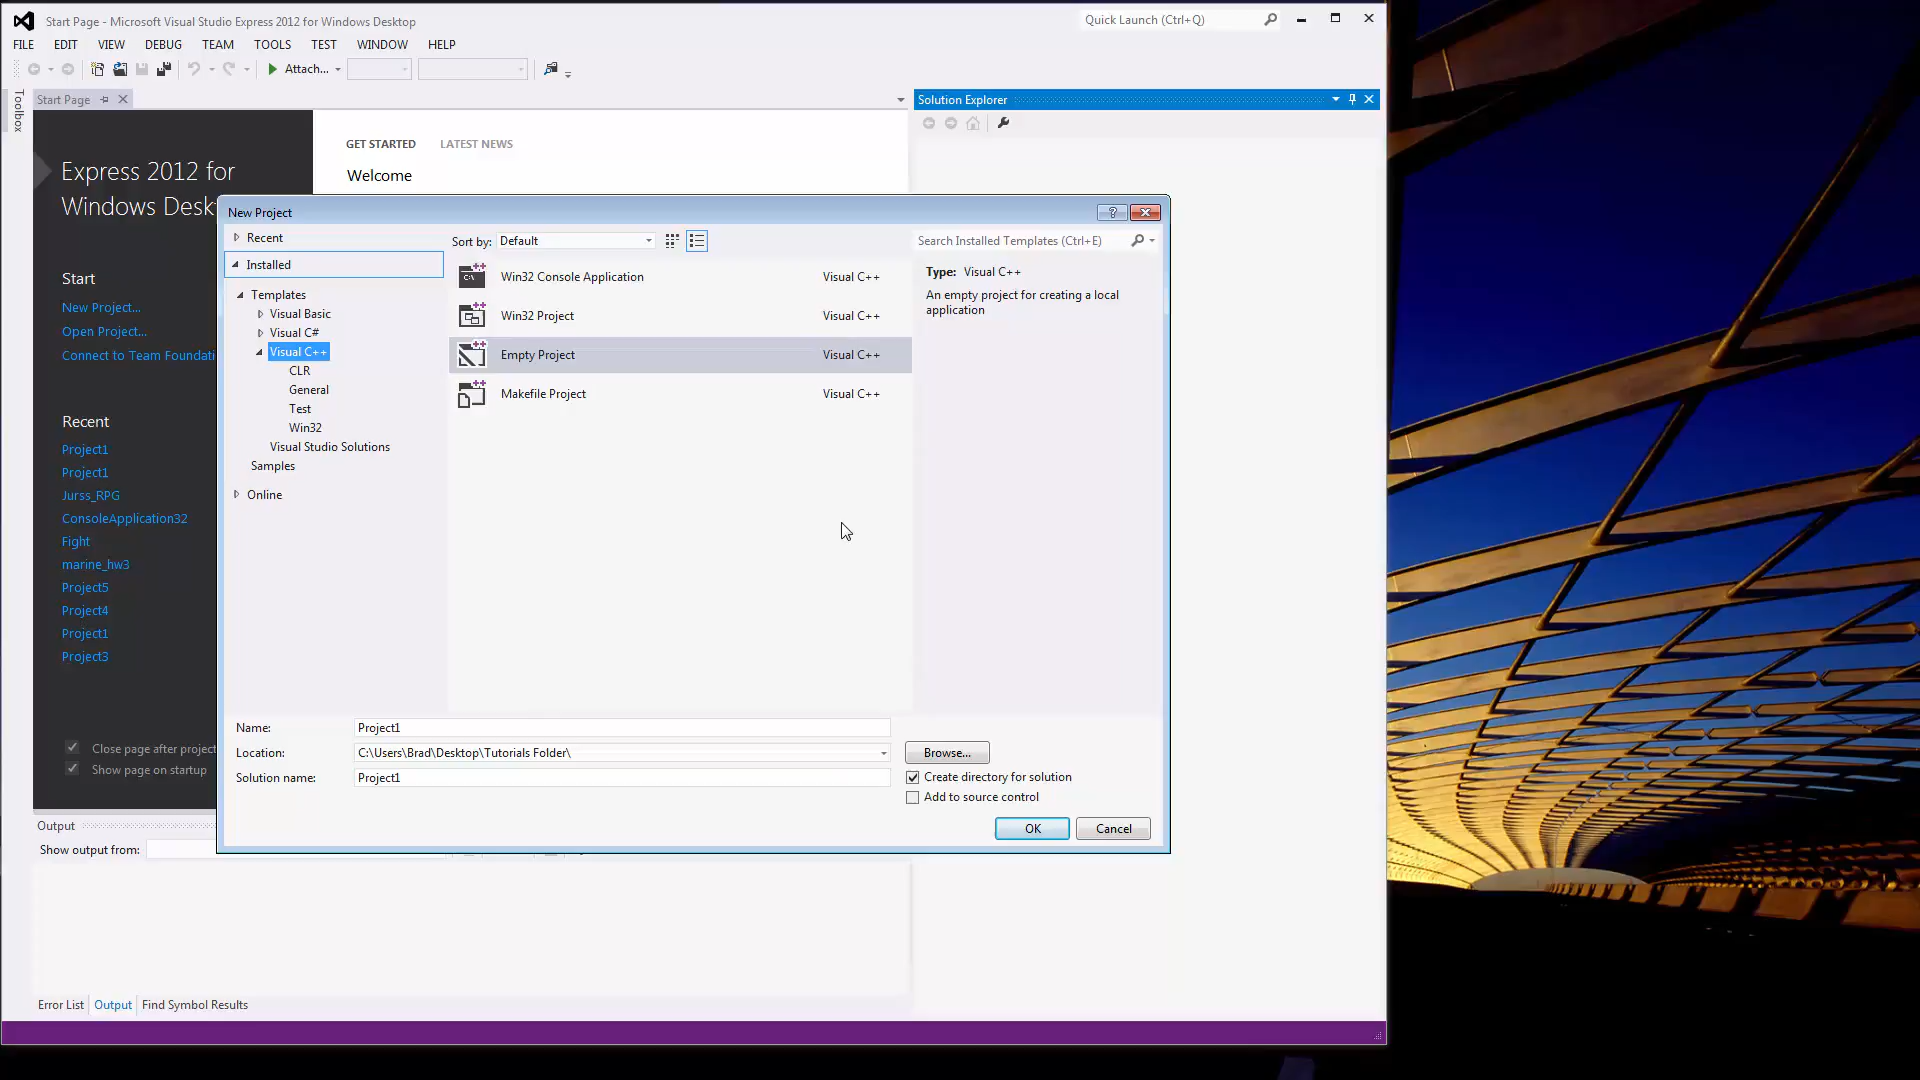 Start Page - Microsoft Visual Studio Express 2012 for Windows Desktop
Quick Launch (Ctrl+Q)
FILE EDIT VIEW DEBUG TEAM TOOLS TEST WINDOW HELP
Attach...
Toolbox
Start Page
Solution Explorer
Express 2012 for
Windows Desk
GET STARTED LATEST NEWS
Welcome
Start
New Project...
Open Project...
Connect to Team Foundati
Recent
Project1
Project1
Jurss_RPG
ConsoleApplication32
Fight
marine_hw3
Project5
Project4
Project1
Project3
Close page after project
Show page on startup
New Project
Recent
Installed
Templates
Visual Basic
Visual C#
Visual C++
CLR
General
Test
Win32
Visual Studio Solutions
Samples
Online
Sort by: Default
Search Installed Templates (Ctrl+E)
Win32 Console Application Visual C++
Win32 Project Visual C++
Empty Project Visual C++
Makefile Project Visual C++
Type: Visual C++
An empty project for creating a local
application
Name: Project1
Location: C:\Users\Brad\Desktop\Tutorials Folder\
Browse...
Solution name: Project1
Create directory for solution
Add to source control
OK Cancel
Output
Show output from:
Error List Output Find Symbol Results